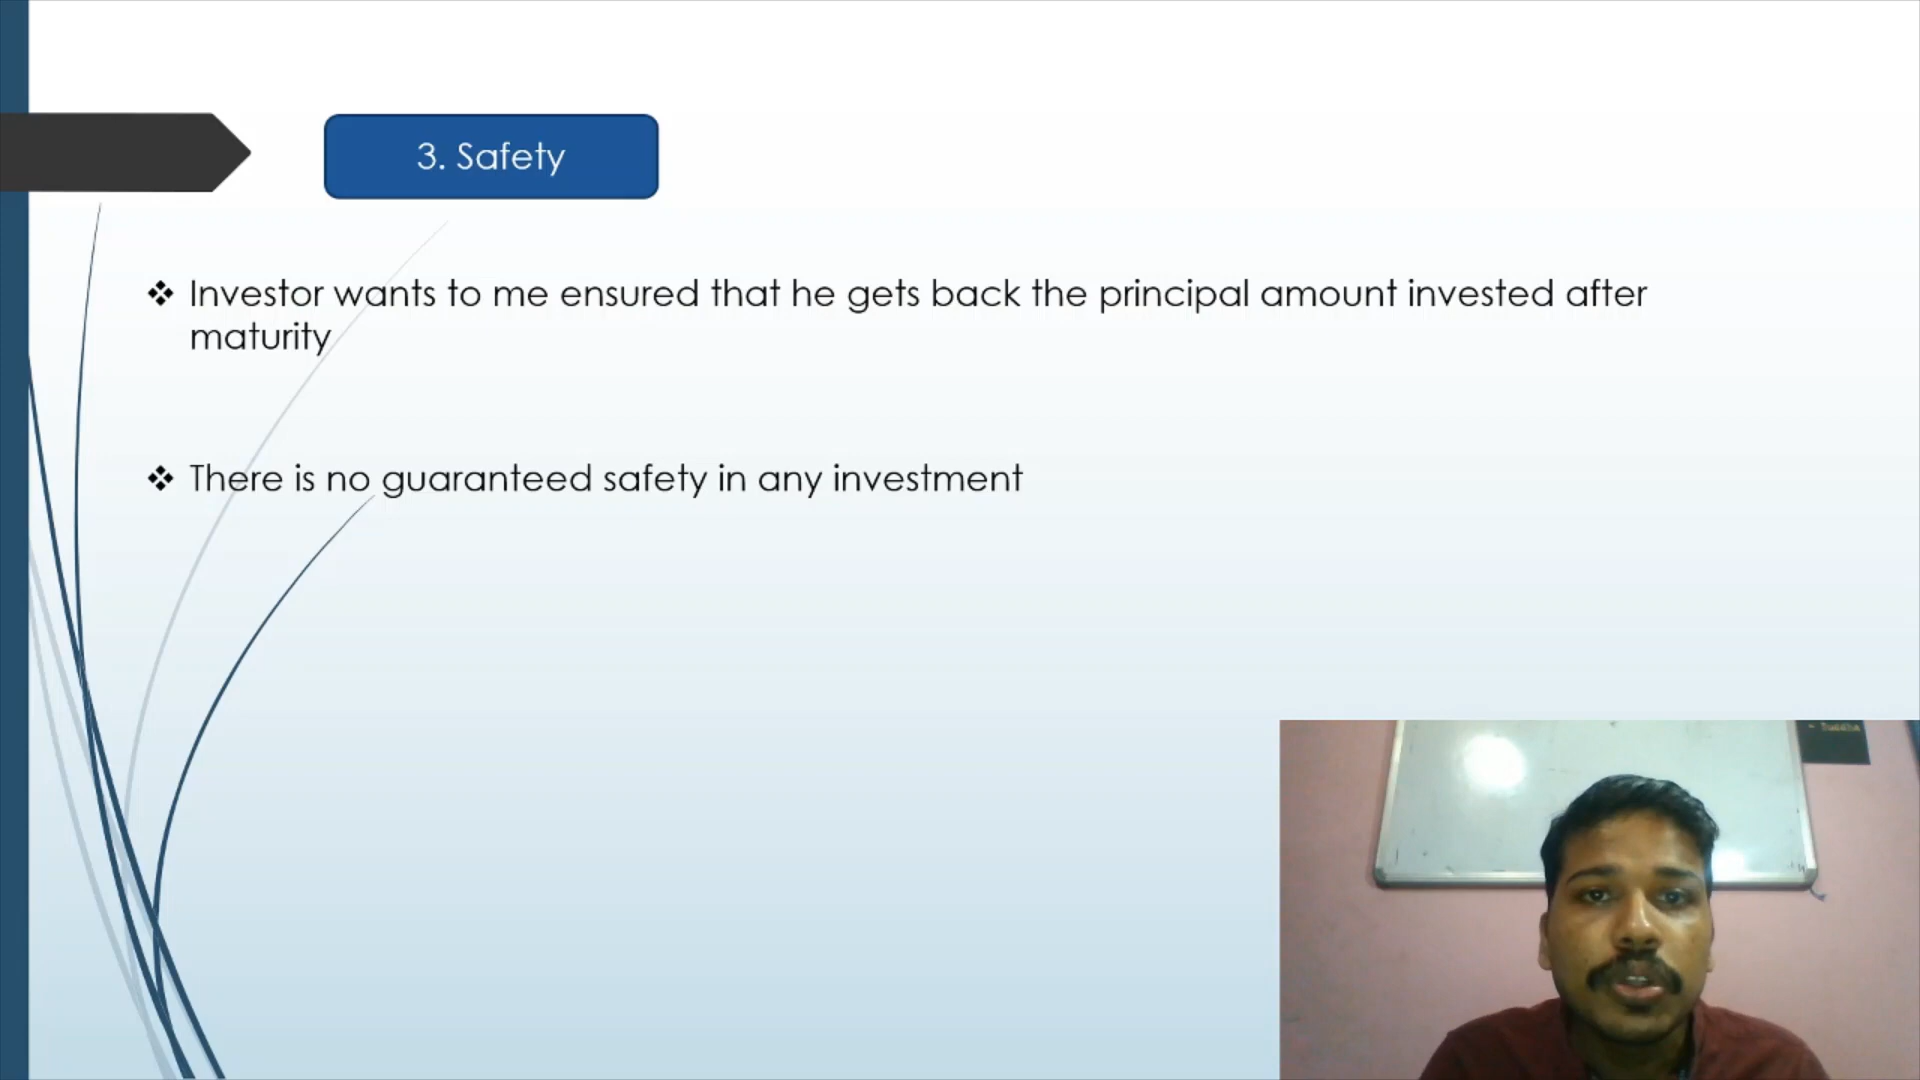 3. Safety
❖ Investor wants to me ensured that he gets back the principal amount invested after
maturity
❖ There is no guaranteed safety in any investment